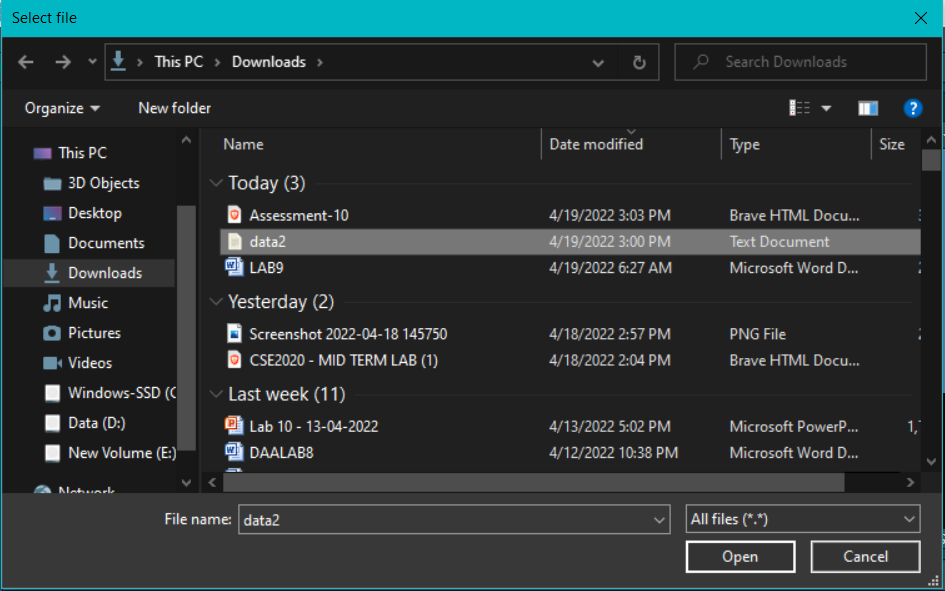 Select file
This PC > Downloads >
Search Downloads
Organize
New folder
?
Name Date modified Type Size
This PC
3D Objects
Desktop
Documents
Downloads
Music
Pictures
Videos
Windows-SSD (C
Data (D:)
New Volume (E:)
Network
Today (3)
Assessment-10 4/19/2022 3:03 PM Brave HTML Docu...
data2 4/19/2022 3:00 PM Text Document
LAB9 4/19/2022 6:27 AM Microsoft Word D...
Yesterday (2)
Screenshot 2022-04-18 145750 4/18/2022 2:57 PM PNG File
CSE2020 - MID TERM LAB (1) 4/18/2022 2:04 PM Brave HTML Docu...
Last week (11)
Lab 10 - 13-04-2022 4/13/2022 5:02 PM Microsoft PowerP... 1,
DAALAB8 4/12/2022 10:38 PM Microsoft Word D...
File name: data2 All files (*.*)
Open Cancel